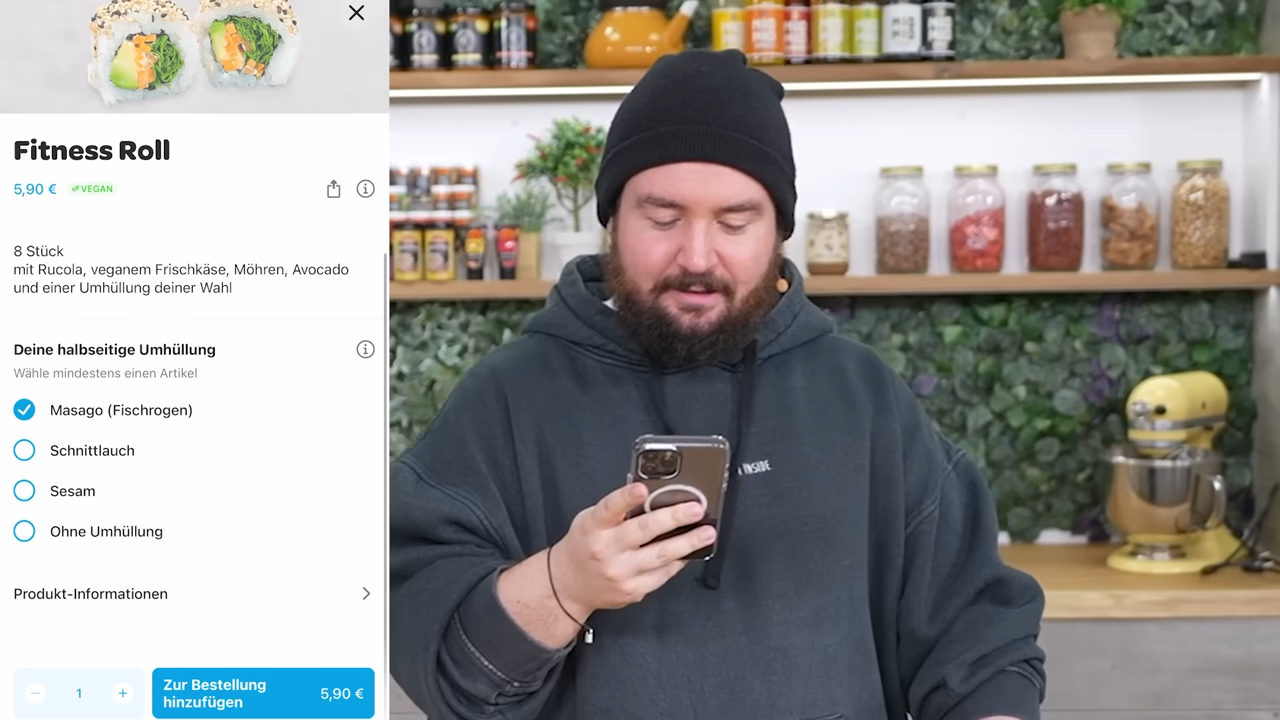 Fitness Roll
5,90 €
VEGAN
8 Stück
mit Rucola, veganem Frischkäse, Möhren, Avocado
und einer Umhüllung deiner Wahl
Deine halbseitige Umhüllung
Wähle mindestens einen Artikel
Masago (Fischrogen)
Schnittlauch
Sesam
Ohne Umhüllung
Produkt-Informationen
1
Zur Bestellung
hinzufügen
5,90 €
INSIDE